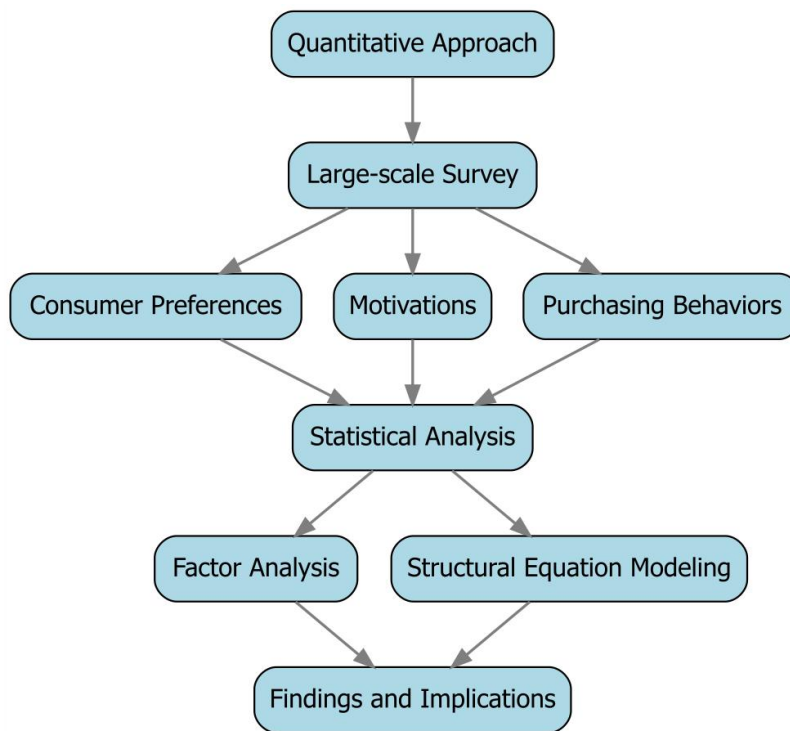 Quantitative Approach
Large-scale Survey
Consumer Preferences
Motivations
Purchasing Behaviors
Statistical Analysis
Factor Analysis
Structural Equation Modeling
Findings and Implications